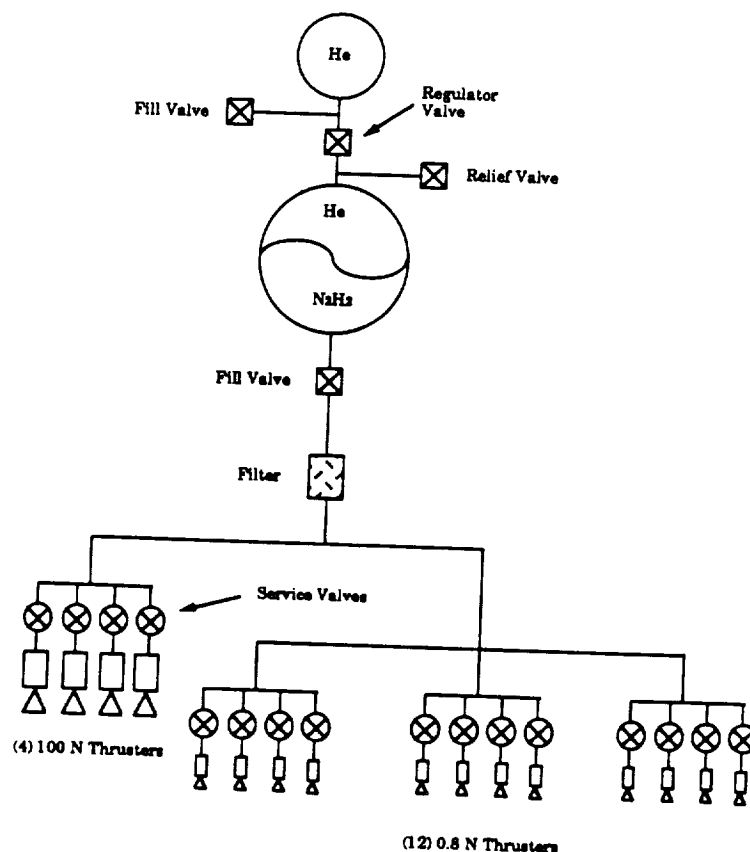 He
Fill Valve
Regulator
Valve
Relief Valve
He
N2H2
Fill Valve
Filter
Service Valves
(4) 100 N Thrusters
(12) 0.8 N Thrusters